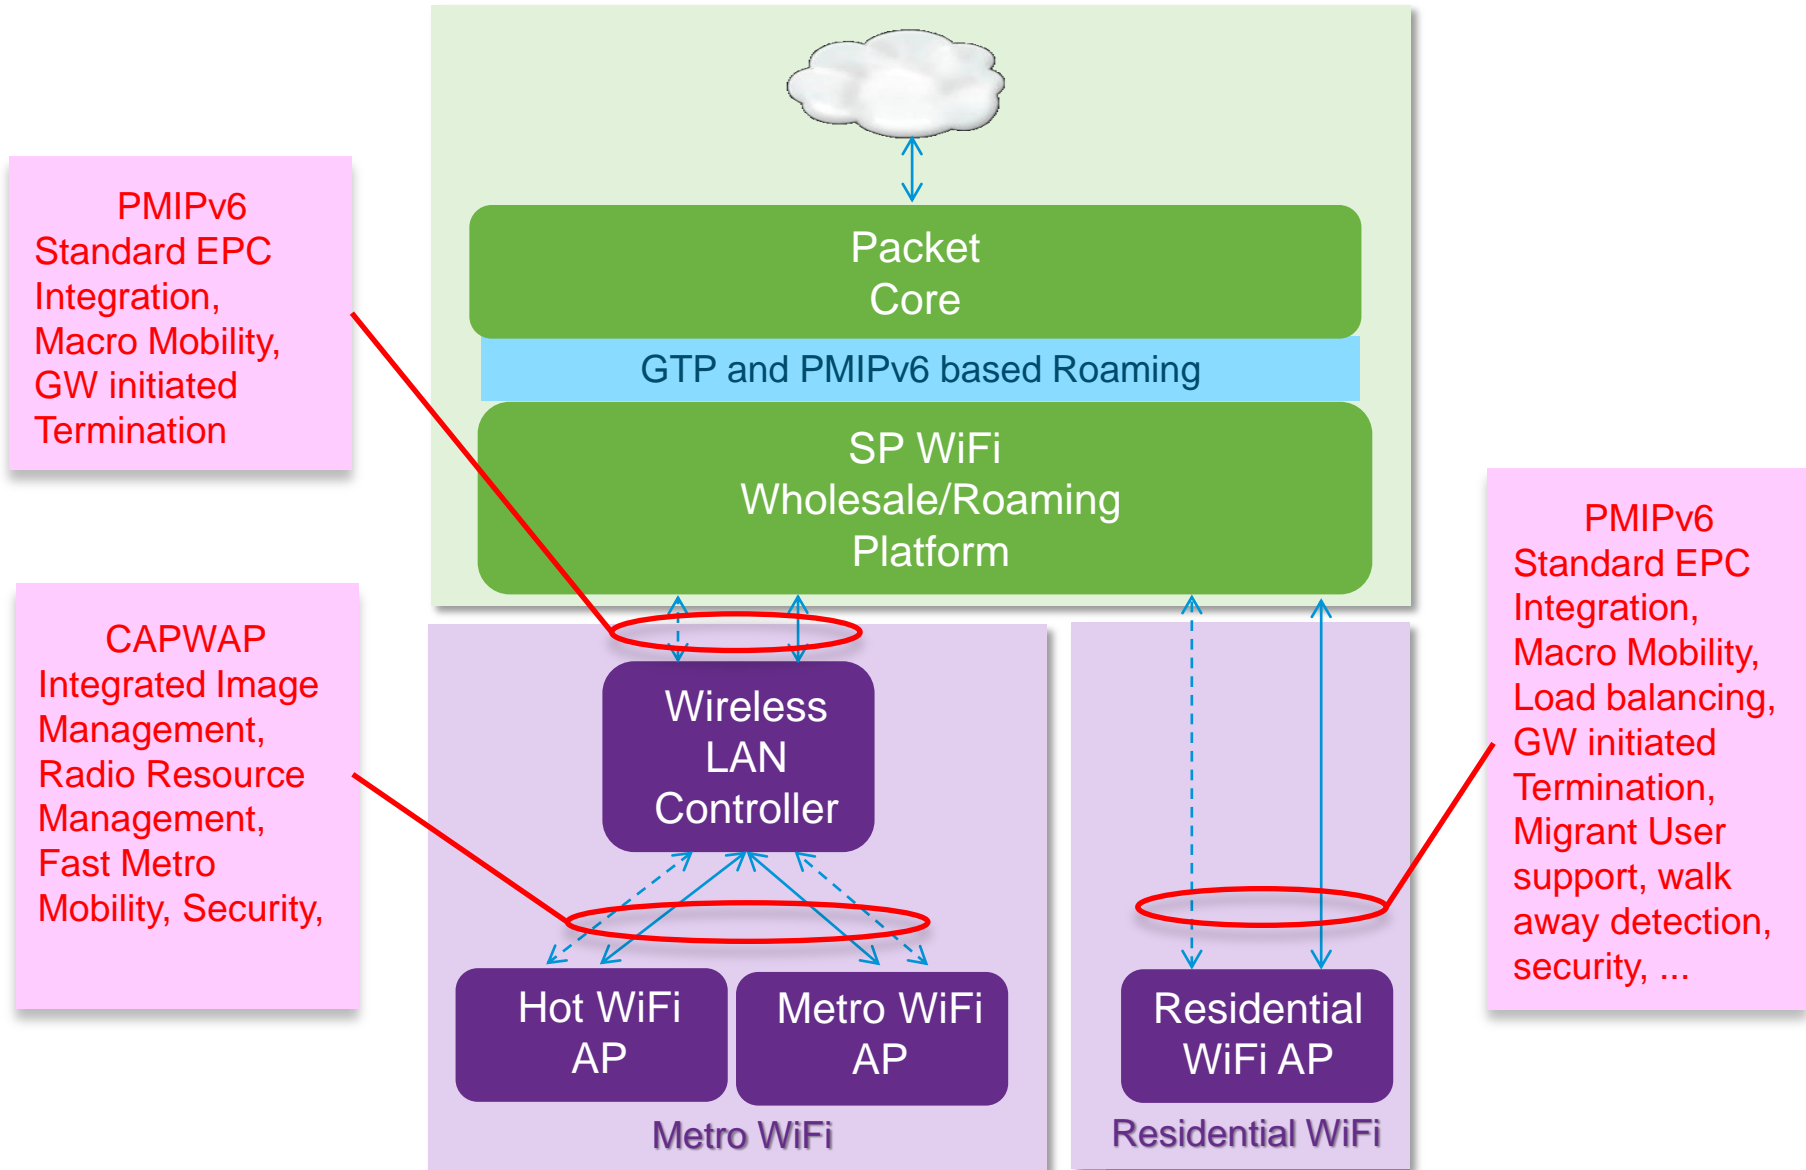 Packet
Core
GTP and PMIPv6 based Roaming
SP WiFi
Wholesale/Roaming
Platform
PMIPv6
Standard EPC
Integration,
Macro Mobility,
GW initiated
Termination
CAPWAP
Integrated Image
Management,
Radio Resource
Management,
Fast Metro
Mobility, Security,
Wireless
LAN
Controller
Hot WiFi
AP
Metro WiFi
AP
Metro WiFi
Residential
WiFi AP
Residential WiFi
PMIPv6
Standard EPC
Integration,
Macro Mobility,
Load balancing,
GW initiated
Termination,
Migrant User
support, walk
away detection,
security, ...